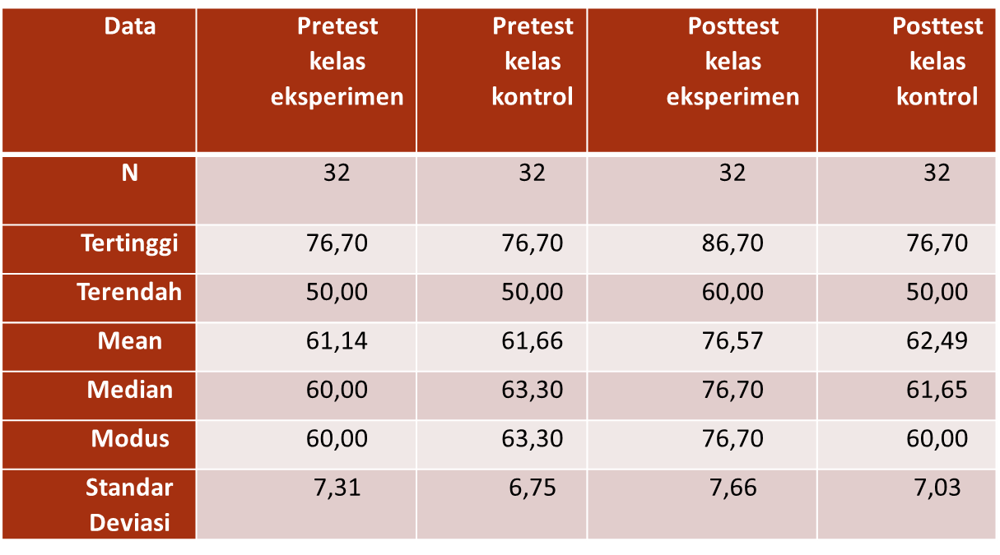 Data Pretest kelas eksperimen Pretest kelas kontrol Posttest kelas eksperimen Posttest kelas kontrol
N 32 32 32 32
Tertinggi 76,70 76,70 86,70 76,70
Terendah 50,00 50,00 60,00 50,00
Mean 61,14 61,66 76,57 62,49
Median 60,00 63,30 76,70 61,65
Modus 60,00 63,30 76,70 60,00
Standar Deviasi 7,31 6,75 7,66 7,03